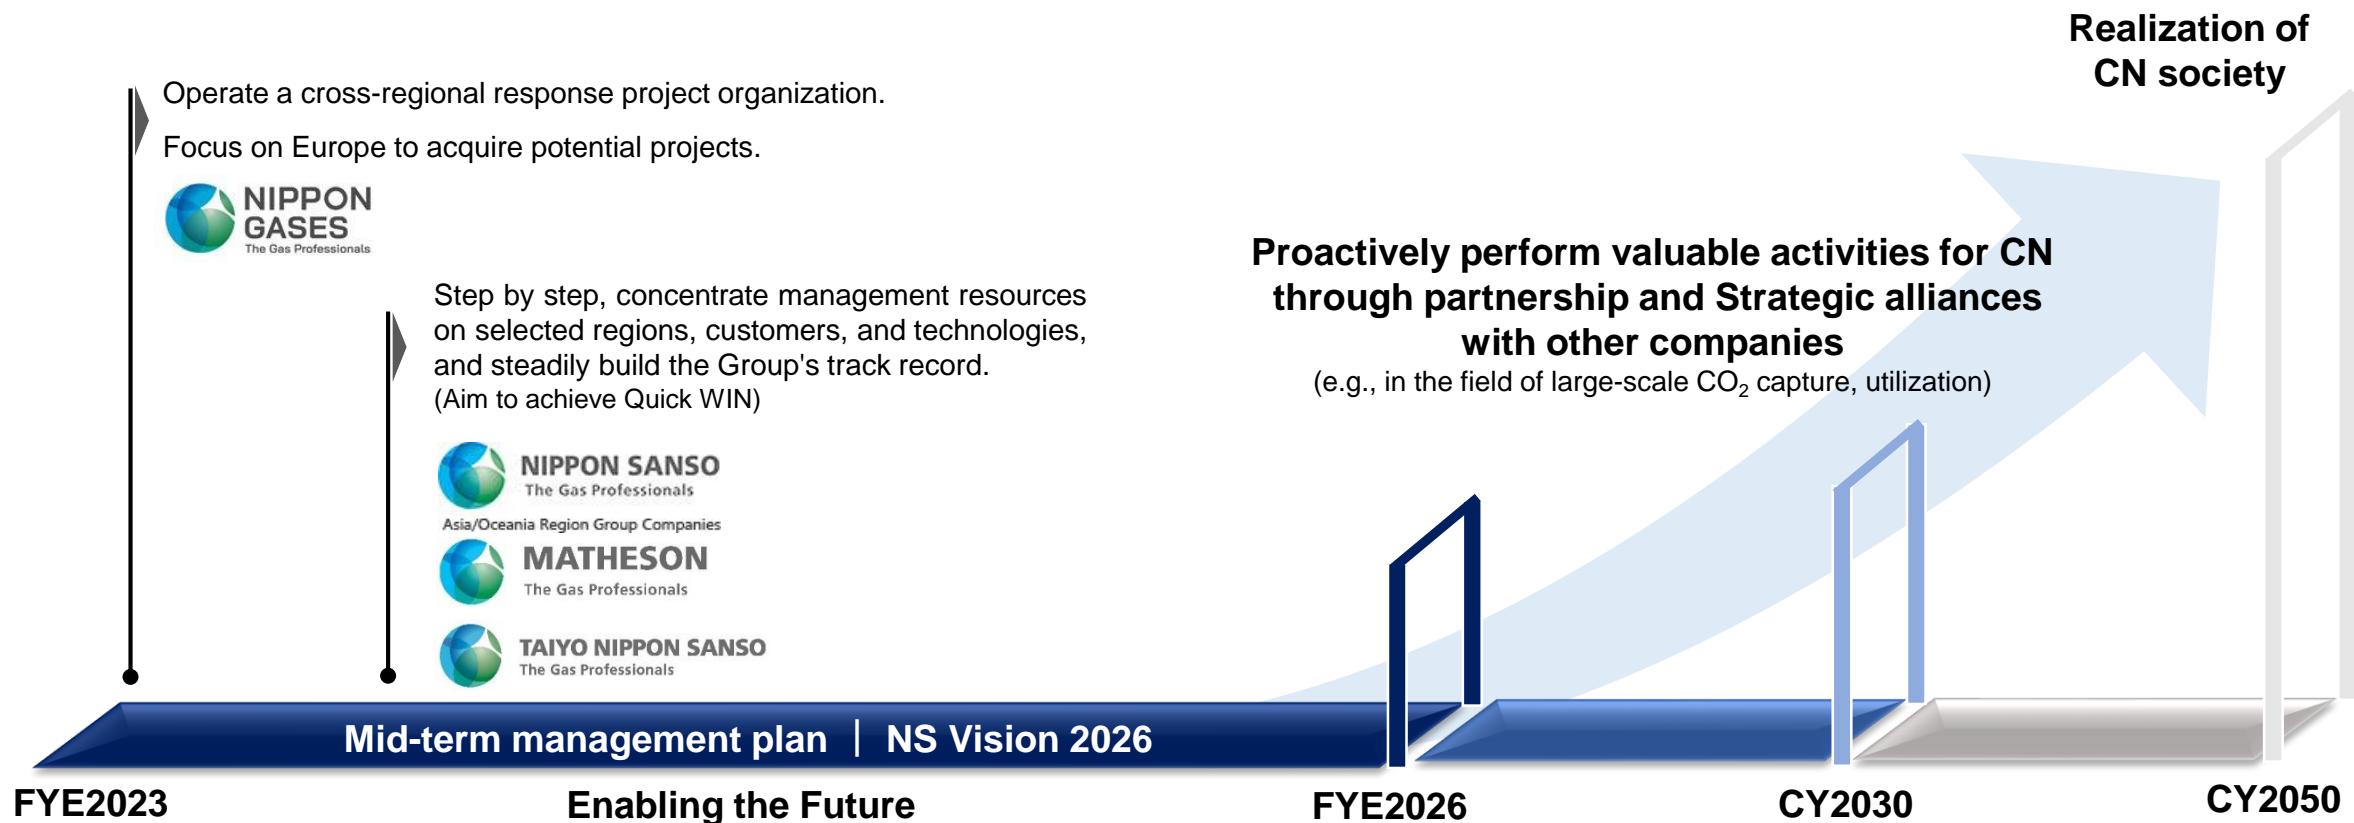 Realization of
CN society
Operate a cross-regional response project organization.
Focus on Europe to acquire potential projects.
NIPPON
GASES
The Gas Professionals
Step by step, concentrate management resources
on selected regions, customers, and technologies,
and steadily build the Group's track record.
(Aim to achieve Quick WIN)
NIPPON SANSO
The Gas Professionals
Asia/Oceania Region Group Companies
MATHESON
The Gas Professionals
TAIYO NIPPON SANSO
The Gas Professionals
Proactively perform valuable activities for CN
through partnership and Strategic alliances
with other companies
(e.g., in the field of large-scale CO₂ capture, utilization)
Mid-term management plan | NS Vision 2026
FYE2023
Enabling the Future
FYE2026
CY2030
CY2050